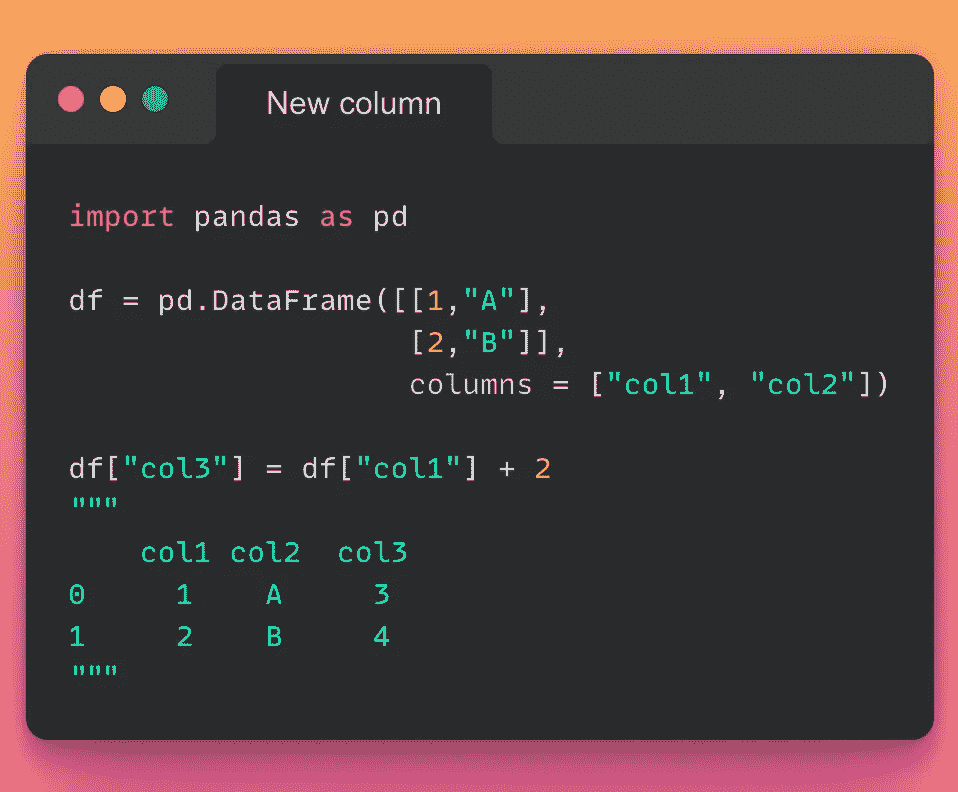 New column
import pandas as pd
df = pd.DataFrame([[1,"A"],
[2,"B"]],
columns = ["col1", "col2"])
df["col3"] = df["col1"] + 2
"""
col1 col2 col3
0 1 A 3
1 2 B 4
"""